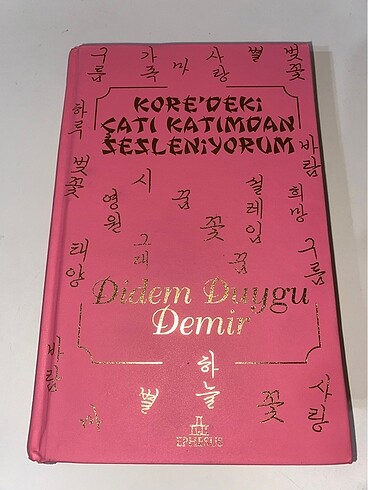 구름
가족
마
사랑
별
벚꽃
KORE'DEKİ
ÇATI KATIMDAN
SESLENİYORUM
하루
벚꽃
시
영원
꿈
꽃
설레임
희망
바람
태양
그대
꿈
구름
Didem Duygu
Demir
바람
별
하늘
꽃
사랑
EPHESUS